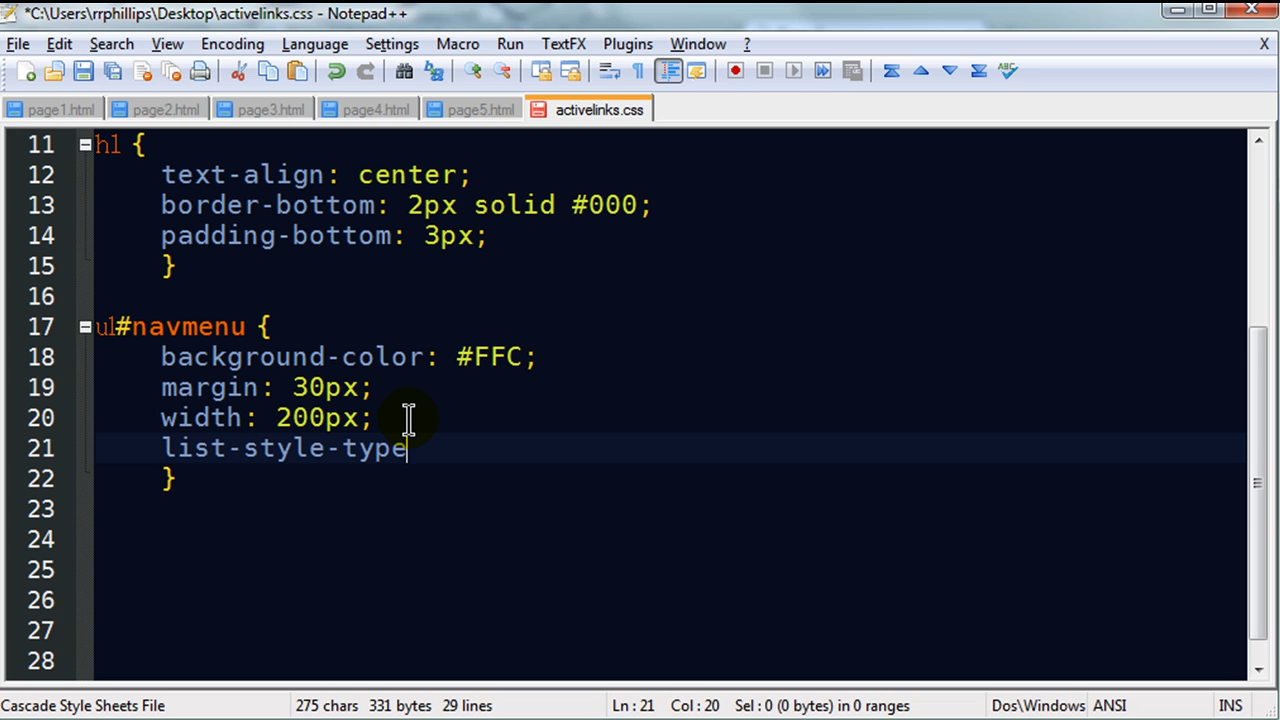 *C:\Users\rrphillips\Desktop\activelinks.css - Notepad++
File Edit Search View Encoding Language Settings Macro Run TextFX Plugins Window ? X
page1.html page2.html page3.html page4.html page5.html activelinks.css
11 h1 {
12 text-align: center;
13 border-bottom: 2px solid #000;
14 padding-bottom: 3px;
15 }
16
17 ul#navmenu {
18 background-color: #FFC;
19 margin: 30px;
20 width: 200px;
21 list-style-type
22 }
23
24
25
26
27
28
Cascade Style Sheets File 275 chars 331 bytes 29 lines Ln : 21 Col : 20 Sel : 0 (0 bytes) in 0 ranges Dos\Windows ANSI INS